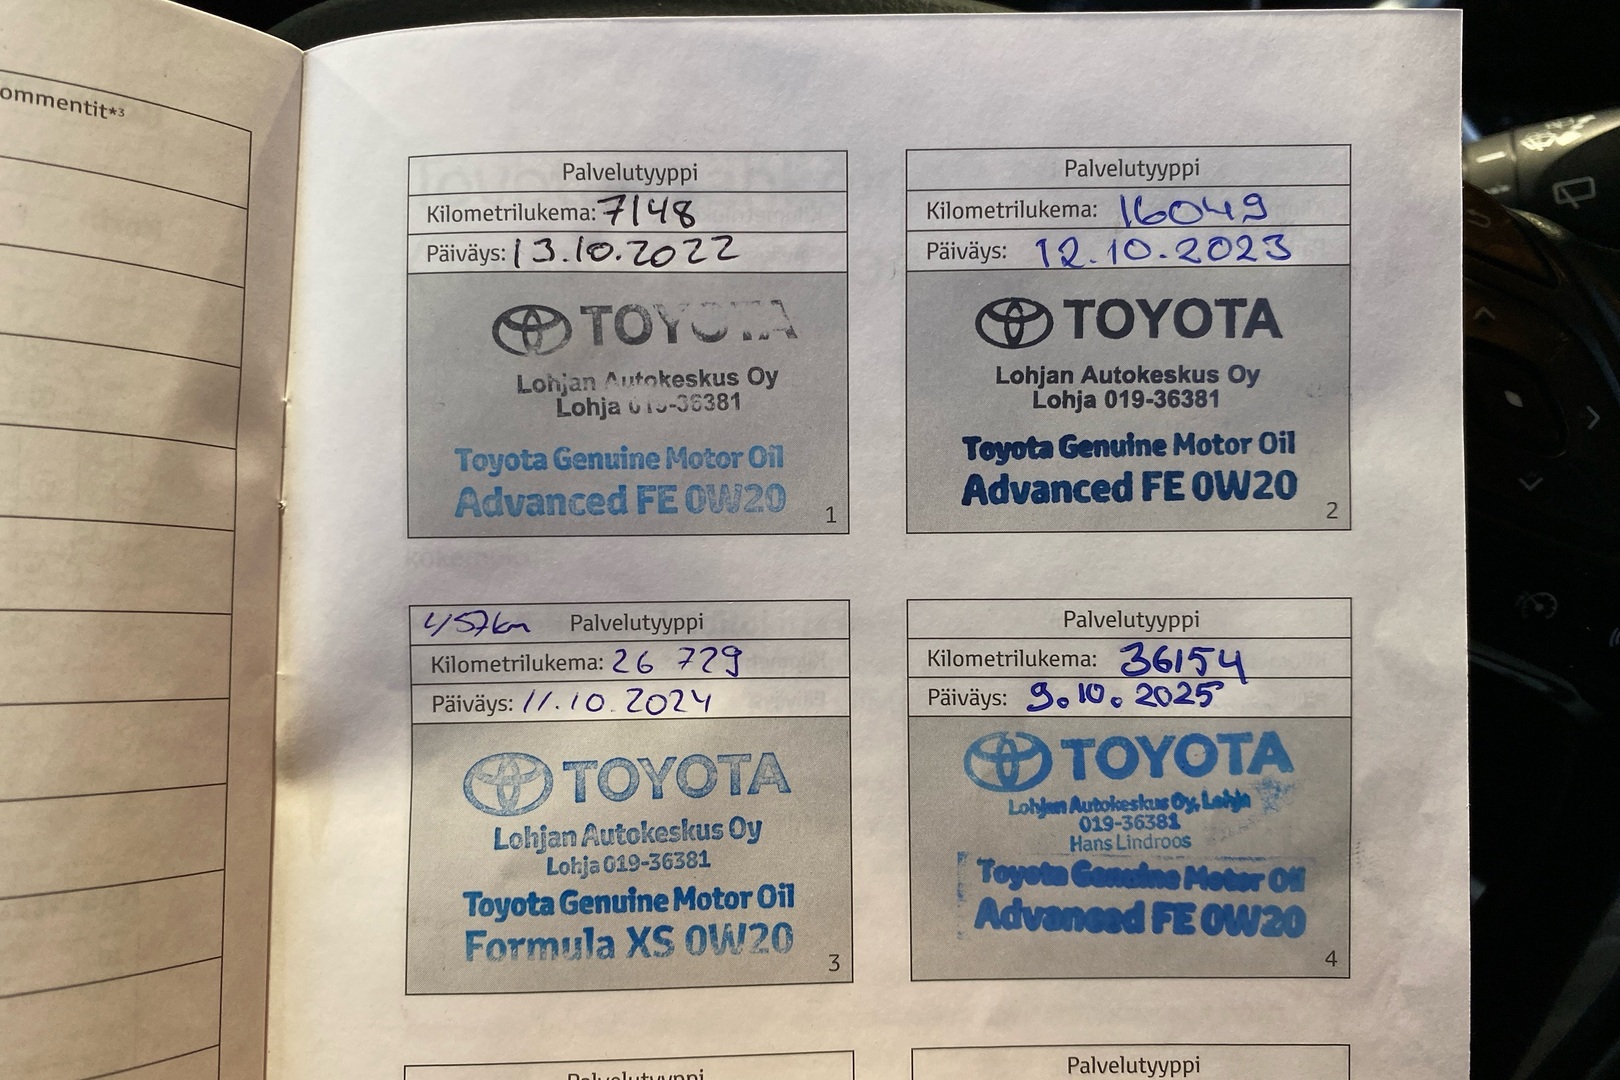 ommentit*³
Palvelutyyppi
Kilometrilukema: 7148
Päiväys: 13.10.2022
TOYOTA
Lohjan Autokeskus Oy
Lohja 019-36381
Toyota Genuine Motor Oil
Advanced FE 0W20
1
Palvelutyyppi
Kilometrilukema: 16049
Päiväys: 12.10.2023
TOYOTA
Lohjan Autokeskus Oy
Lohja 019-36381
Toyota Genuine Motor Oil
Advanced FE 0W20
2
Palvelutyyppi
Kilometrilukema: 26 729
Päiväys: 11.10.2024
TOYOTA
Lohjan Autokeskus Oy
Lohja 019-36381
Toyota Genuine Motor Oil
Formula XS 0W20
3
Palvelutyyppi
Kilometrilukema: 36154
Päiväys: 9.10.2025
TOYOTA
Lohjan Autokeskus Oy, Lohja
019-36381
Hans Lindroos
Toyota Genuine Motor Oil
Advanced FE 0W20
4
Palvelutyyppi
Palvelutyyppi